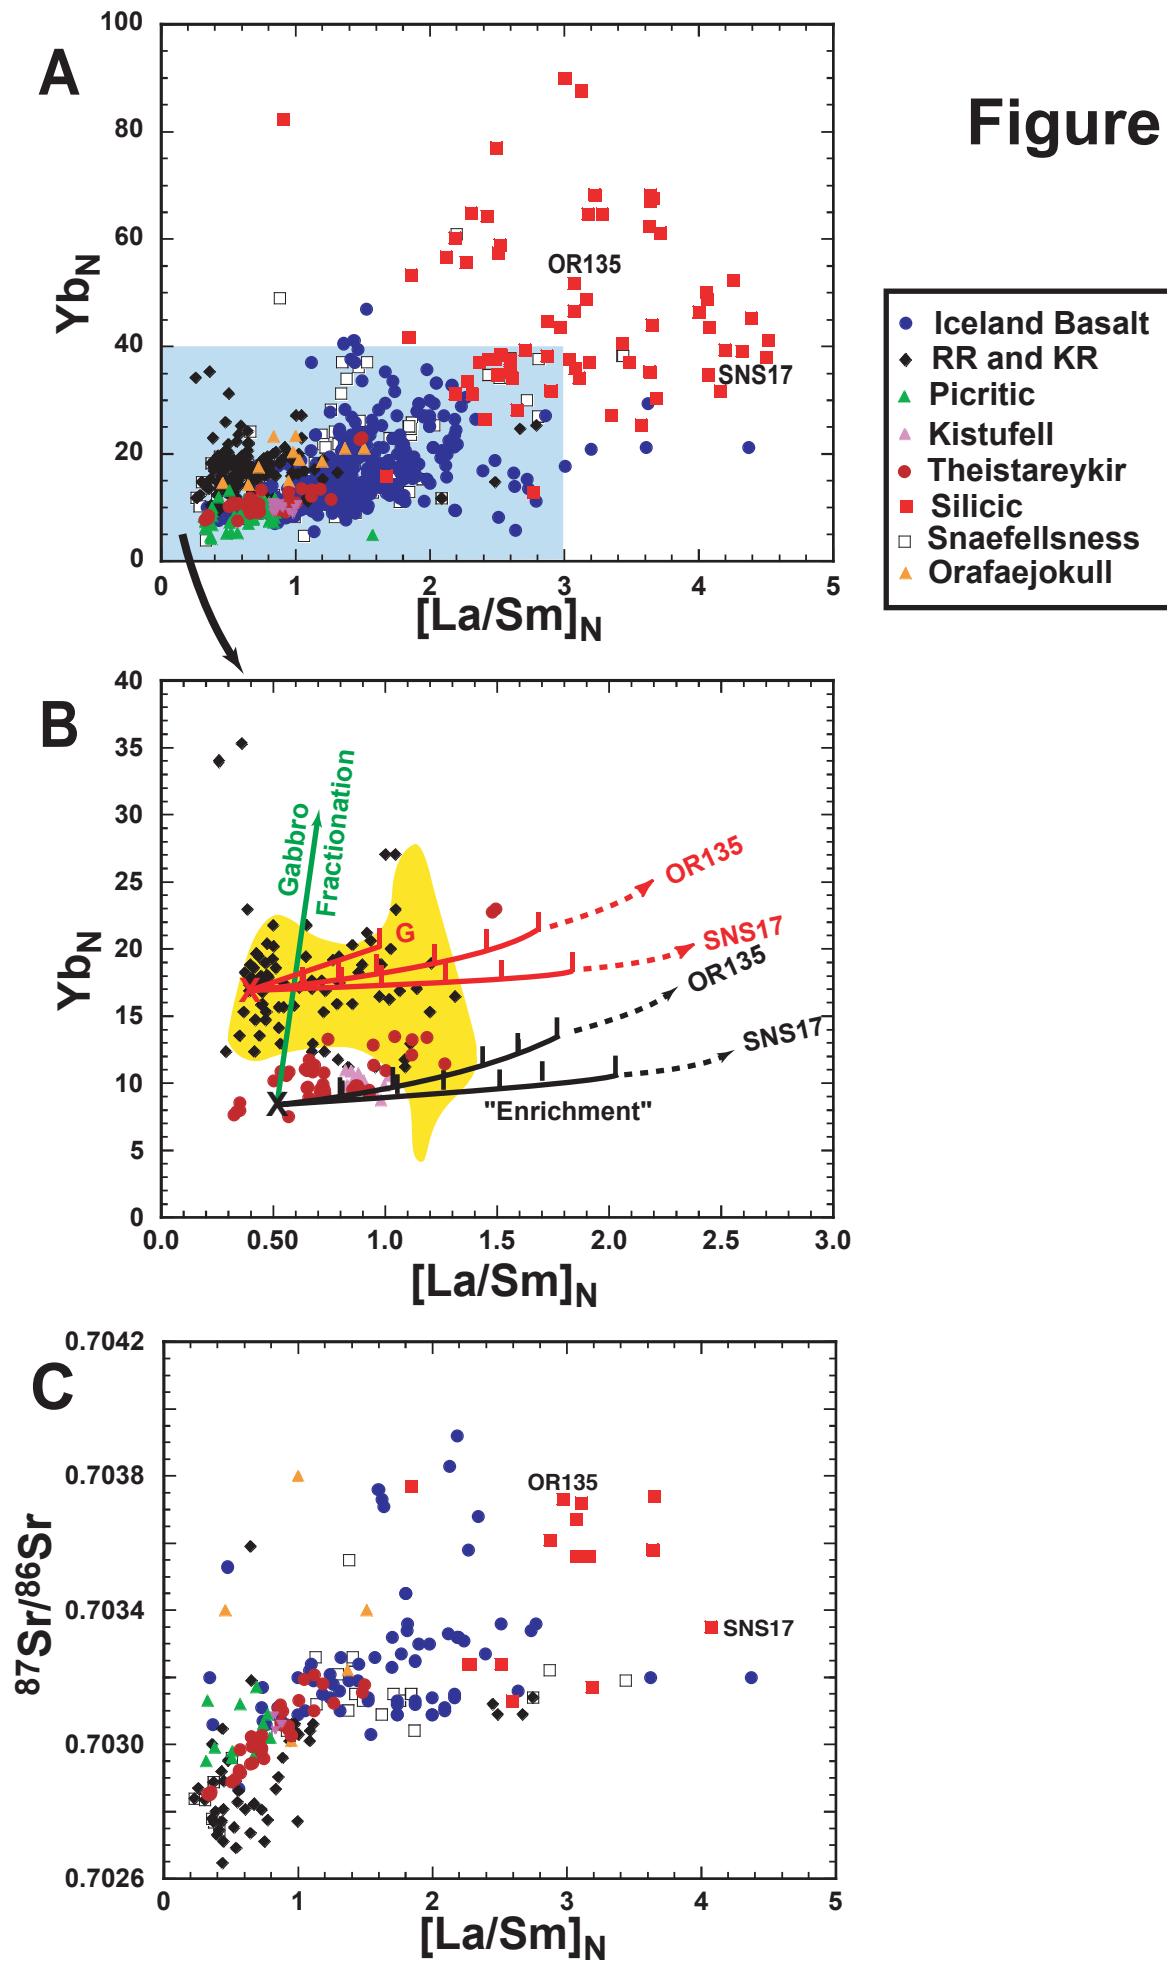 Figure
A
100
80
60
40
20
0
Yb_N
OR135
SNS17
0 1 2 3 4 5
[La/Sm]_N
Iceland Basalt
RR and KR
Picritic
Kistufell
Theistareykir
Silicic
Snaefellsness
Orafaejokull
B
40
35
30
25
20
15
10
5
0
Yb_N
Gabbro
Fractionation
G
OR135
SNS17
OR135
SNS17
"Enrichment"
X
X
0.0 0.50 1.0 1.5 2.0 2.5 3.0
[La/Sm]_N
C
0.7042
0.7038
0.7034
0.7030
0.7026
87Sr/86Sr
OR135
SNS17
0 1 2 3 4 5
[La/Sm]_N